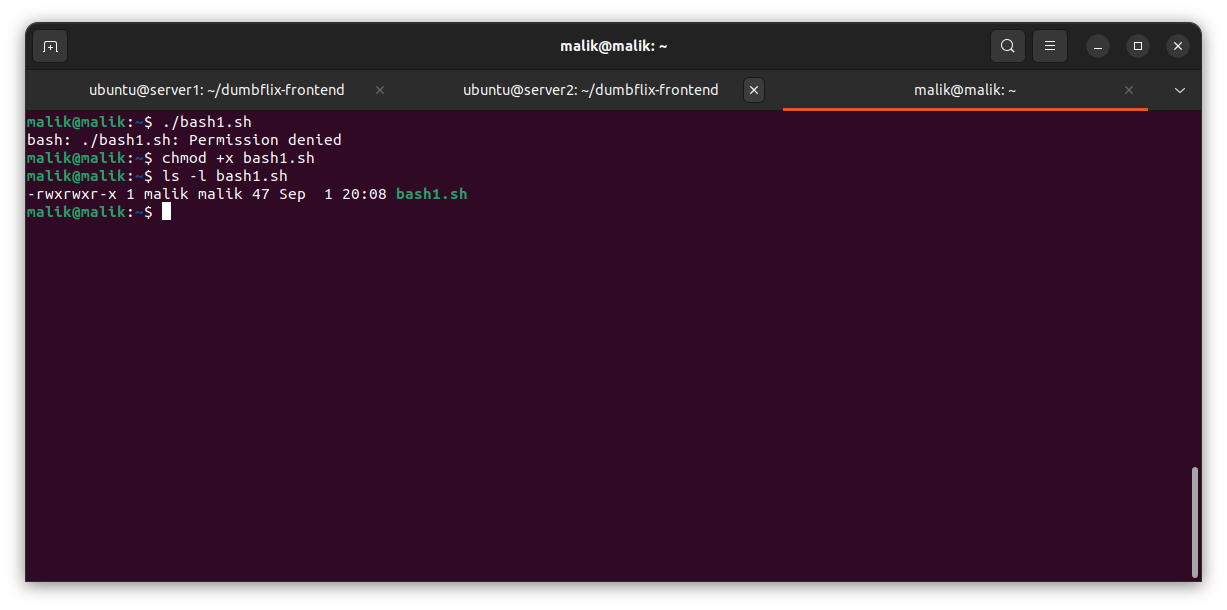 malik@malik: ~
ubuntu@server1: ~/dumbflix-frontend
ubuntu@server2: ~/dumbflix-frontend
malik@malik: ~
malik@malik:~$ ./bash1.sh
bash: ./bash1.sh: Permission denied
malik@malik:~$ chmod +x bash1.sh
malik@malik:~$ ls -l bash1.sh
-rwxrwxr-x 1 malik malik 47 Sep  1 20:08 bash1.sh
malik@malik:~$